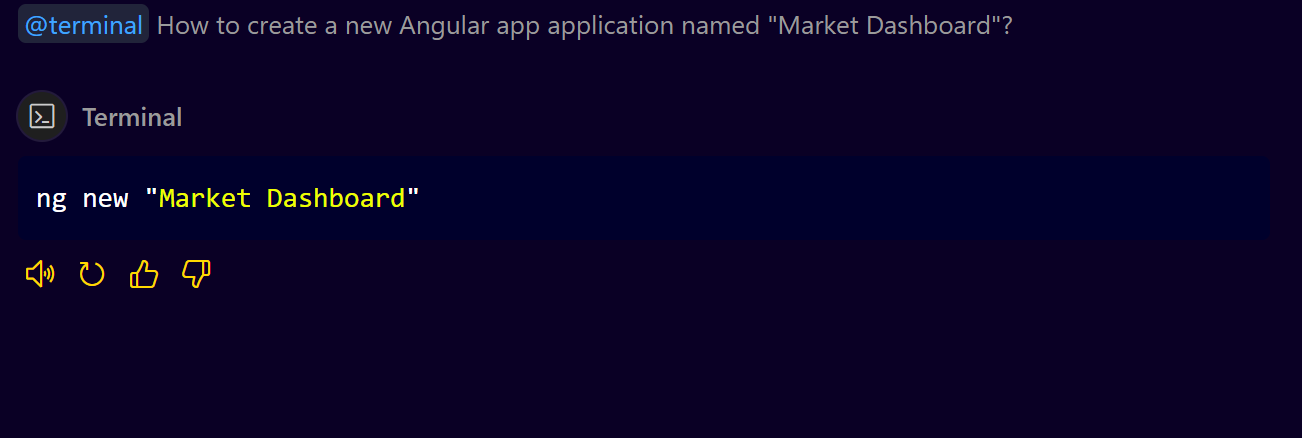 @terminal How to create a new Angular app application named "Market Dashboard"?
Terminal
ng new "Market Dashboard"